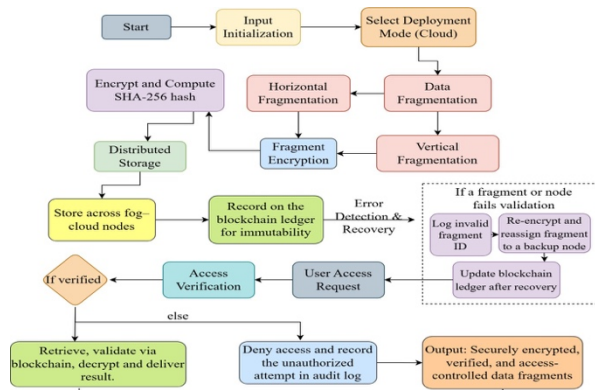 Start
Input
Initialization
Select Deployment
Mode (Cloud)
Encrypt and Compute
SHA-256 hash
Horizontal
Fragmentation
Data
Fragmentation
Distributed
Storage
Fragment
Encryption
Vertical
Fragmentation
Store across fog–
cloud nodes
Record on the
blockchain ledger
for immutability
Error
Detection &
Recovery
If a fragment or node
fails validation
Log invalid
fragment
ID
Re-encrypt and
reassign fragment
to a backup node
Update blockchain
ledger after recovery
If verified
Access
Verification
User Access
Request
else
Retrieve, validate via
blockchain, decrypt and deliver
result.
Deny access and record the
unauthorized
attempt in audit log
Output: Securely encrypted,
verified, and access-
controlled data fragments